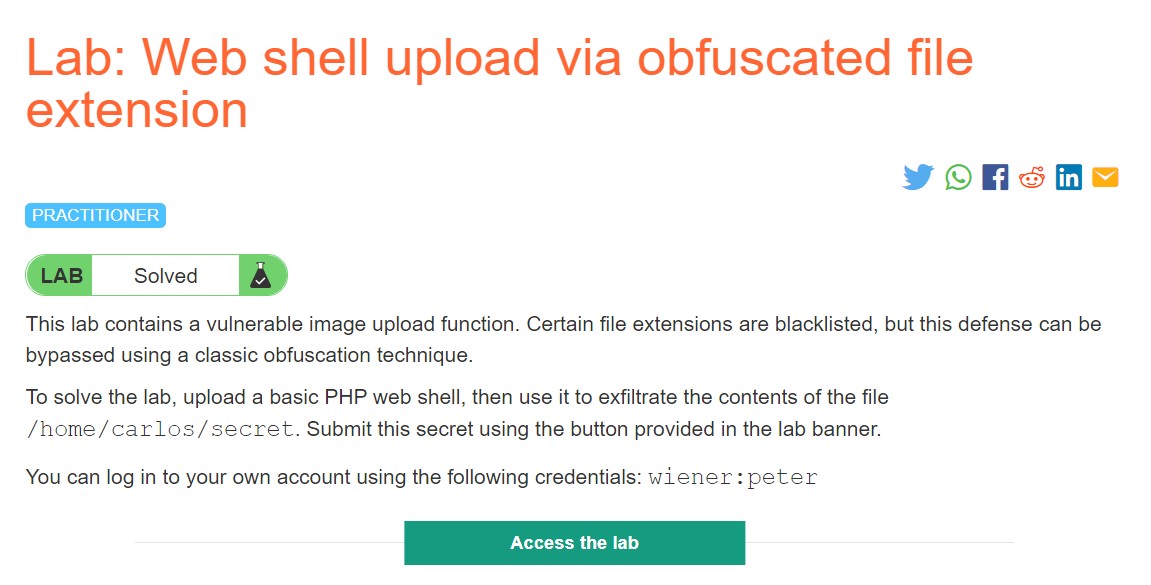 Lab: Web shell upload via obfuscated file
extension
in
PRACTITIONER
LAB Solved
This lab contains a vulnerable image upload function. Certain file extensions are blacklisted, but this defense can be
bypassed using a classic obfuscation technique.
To solve the lab, upload a basic PHP web shell, then use it to exfiltrate the contents of the file
/home/carlos/secret. Submit this secret using the button provided in the lab banner.
You can log in to your own account using the following credentials: wiener:peter
Access the lab